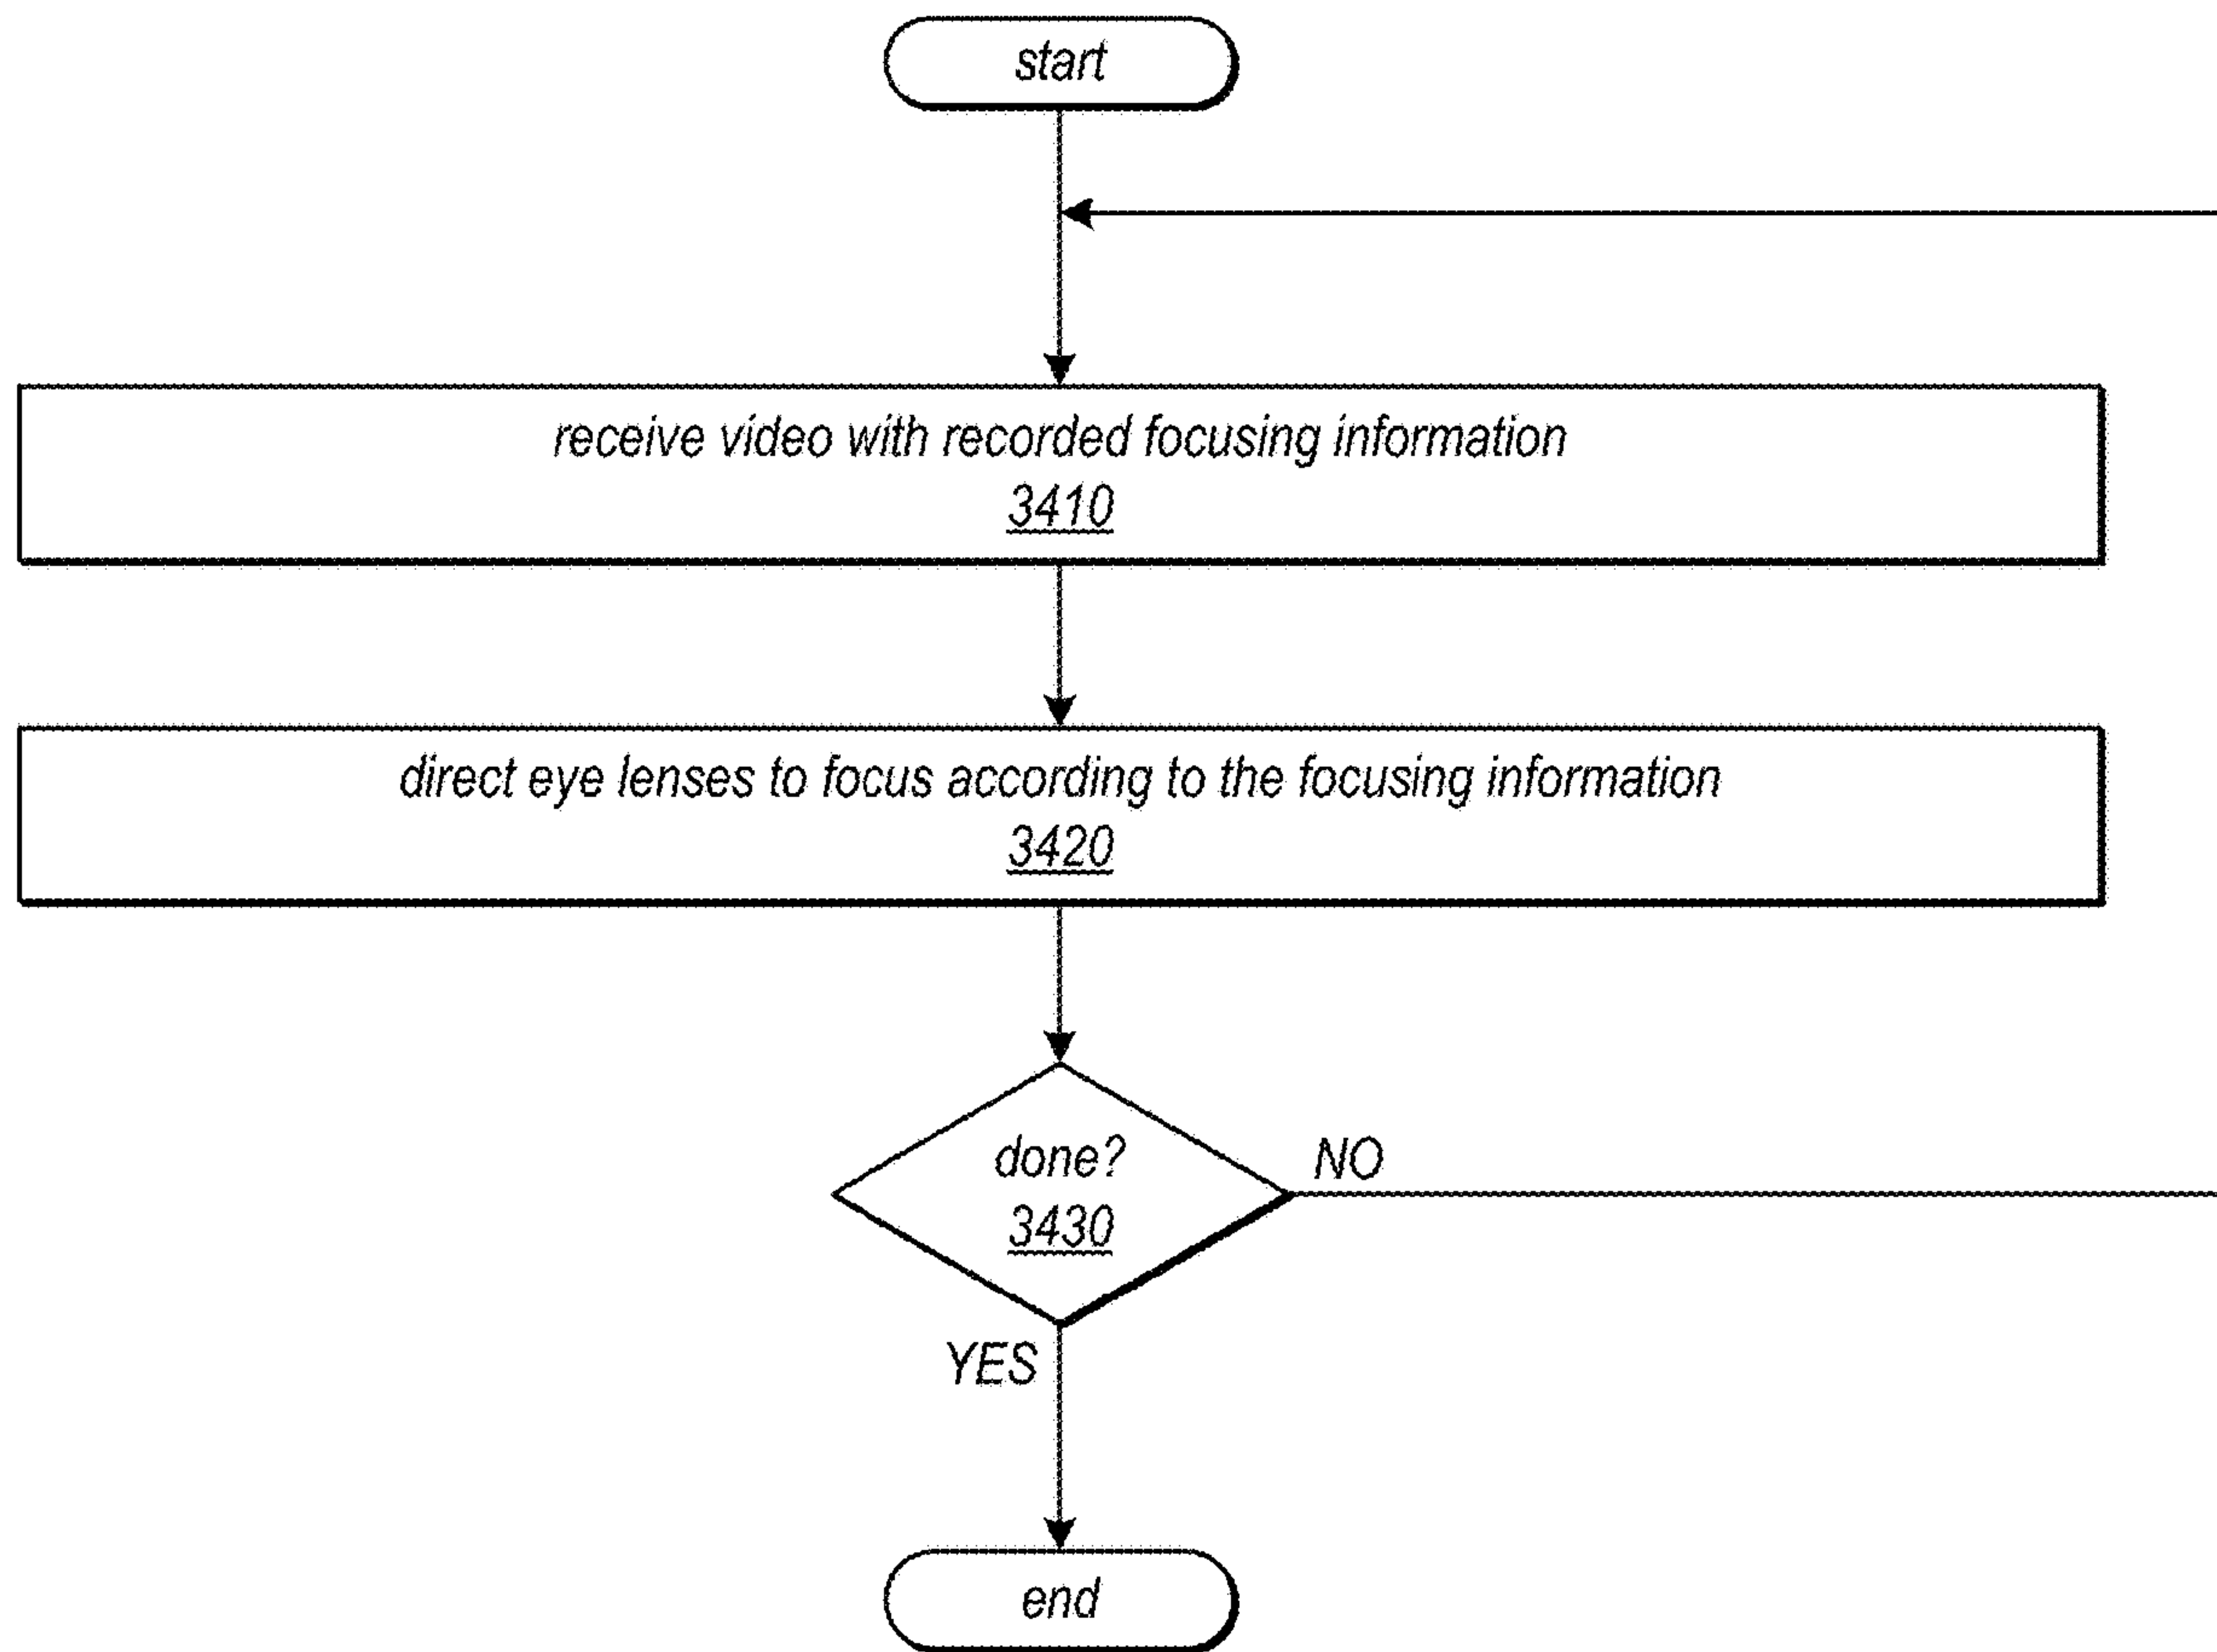 start
receive video with recorded focusing information
3410
direct eye lenses to focus according to the focusing information
3420
done?
3430
NO
YES
end